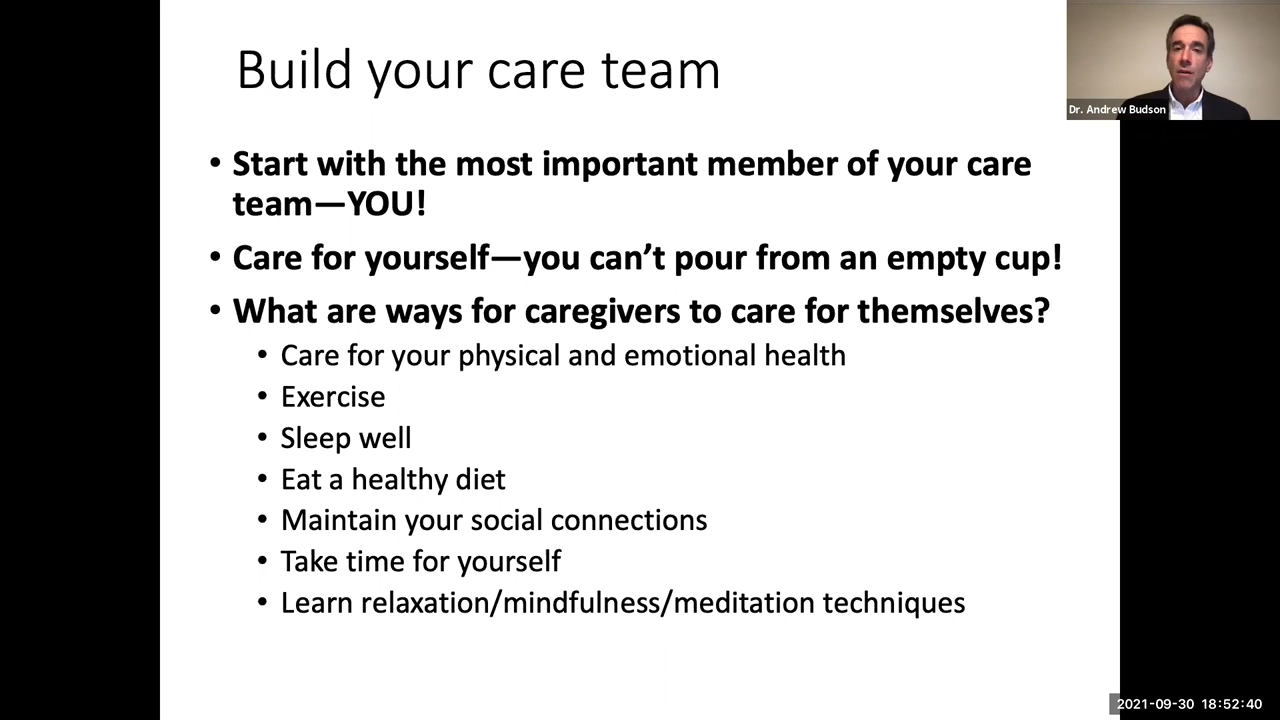 Build your care team
Dr. Andrew Budson
• Start with the most important member of your care
team—YOU!
• Care for yourself—you can’t pour from an empty cup!
• What are ways for caregivers to care for themselves?
• Care for your physical and emotional health
• Exercise
• Sleep well
• Eat a healthy diet
• Maintain your social connections
• Take time for yourself
• Learn relaxation/mindfulness/meditation techniques
2021-09-30 18:52:40